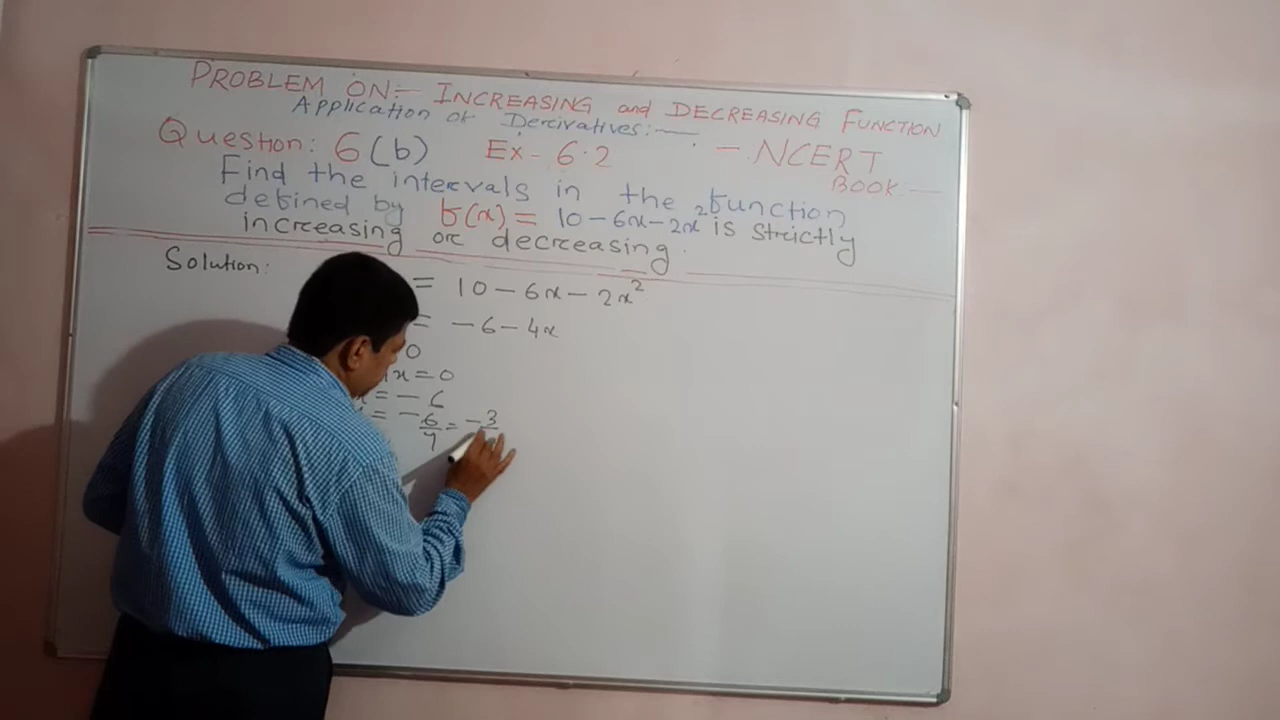 PROBLEM ON:— INCREASING and DECREASING FUNCTION
Application of Derivatives:—
Question: 6(b) Ex- 6.2 — NCERT
BOOK:—
Find the intervals in the function
defined by f(x) = 10-6x-2x² is strictly
increasing or decreasing.
Solution:
= 10-6x-2x²
= -6-4x
0
x=0
= -6
= -6/4 = -3